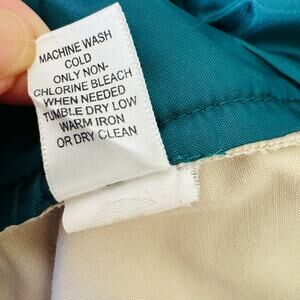 MACHINE WASH
COLD
ONLY NON-
CHLORINE BLEACH
WHEN NEEDED
TUMBLE DRY LOW
WARM IRON
OR DRY CLEAN